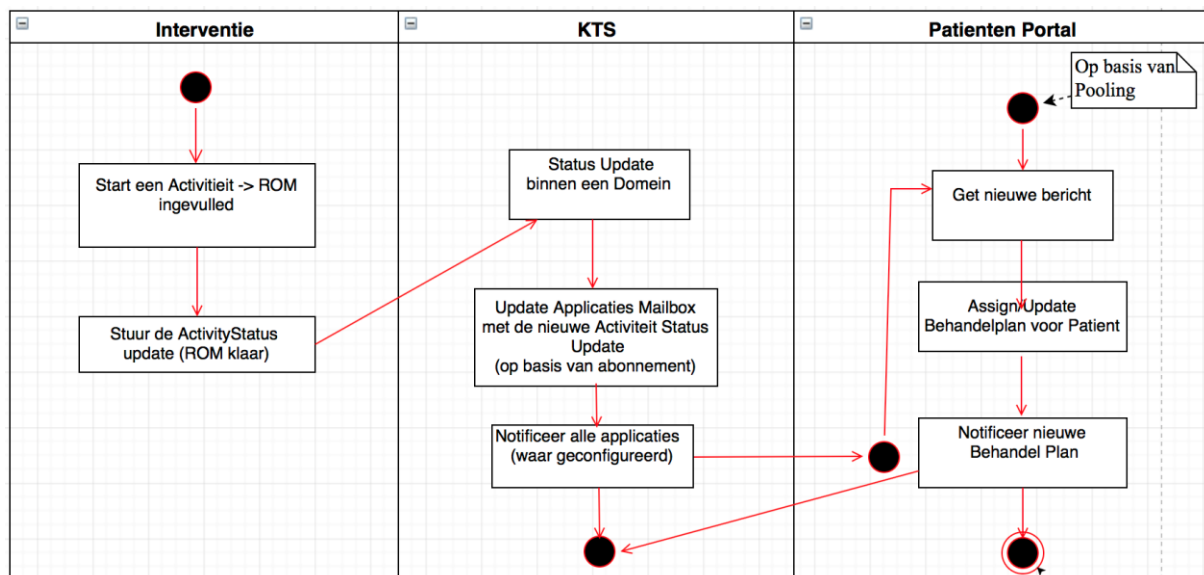 Interventie
KTS
Patienten Portal
Op basis van
Pooling
Start een Activitieit -> ROM
ingevulled
Stuur de ActivityStatus
update (ROM klaar)
Status Update
binnen een Domein
Update Applicaties Mailbox
met de nieuwe Activiteit Status
Update
(op basis van abonnement)
Notificeer alle applicaties
(waar geconfigureerd)
Get nieuwe bericht
Assign/Update
Behandelplan voor Patient
Notificeer nieuwe
Behandel Plan